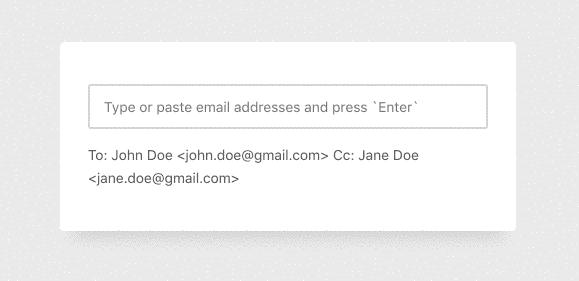 Type or paste email addresses and press `Enter`
To: John Doe <john.doe@gmail.com> Cc: Jane Doe
<jane.doe@gmail.com>